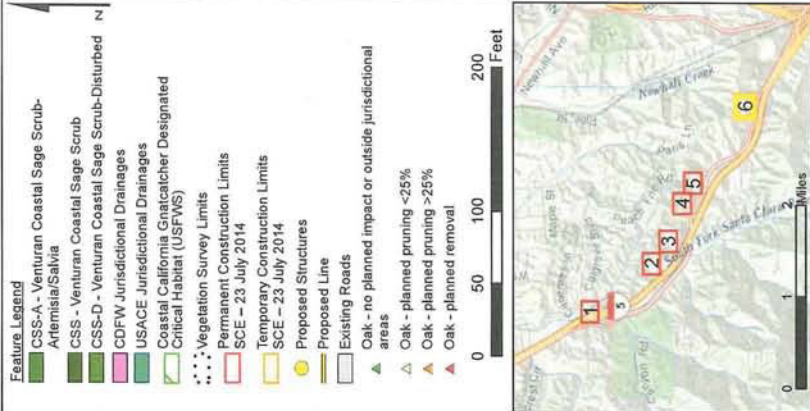 Z
Feature Legend
CSS-A - Venturan Coastal Sage Scrub-
Artemisia/Salvia
CSS - Venturan Coastal Sage Scrub
CSS-D - Venturan Coastal Sage Scrub-Disturbed
CDFW Jurisdictional Drainages
USACE Jurisdictional Drainages
Coastal California Gnatcatcher Designated
Critical Habitat (USFWS)
Vegetation Survey Limits
Permanent Construction Limits
SCE – 23 July 2014
Temporary Construction Limits
SCE – 23 July 2014
Proposed Structures
Proposed Line
Existing Roads
Oak - no planned impact or outside jurisdictional
areas
Oak - planned pruning <25%
Oak - planned pruning >25%
Oak - planned removal
0 50 100 200
Feet
Newhall Ave
Newhall Creek
South Fork Santa Clara
1
2
3
4
5
6
5
0 1 2
Miles